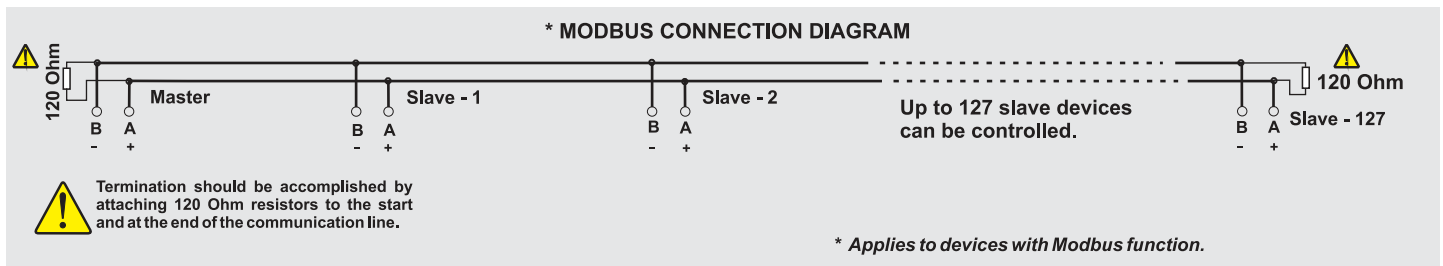 * MODBUS CONNECTION DIAGRAM
120 Ohm
B
A
-
+
Master
B
A
-
+
Slave - 1
B
A
-
+
Slave - 2
Up to 127 slave devices
can be controlled.
B
A
-
+
120 Ohm
Slave - 127
Termination should be accomplished by
attaching 120 Ohm resistors to the start
and at the end of the communication line.
* Applies to devices with Modbus function.